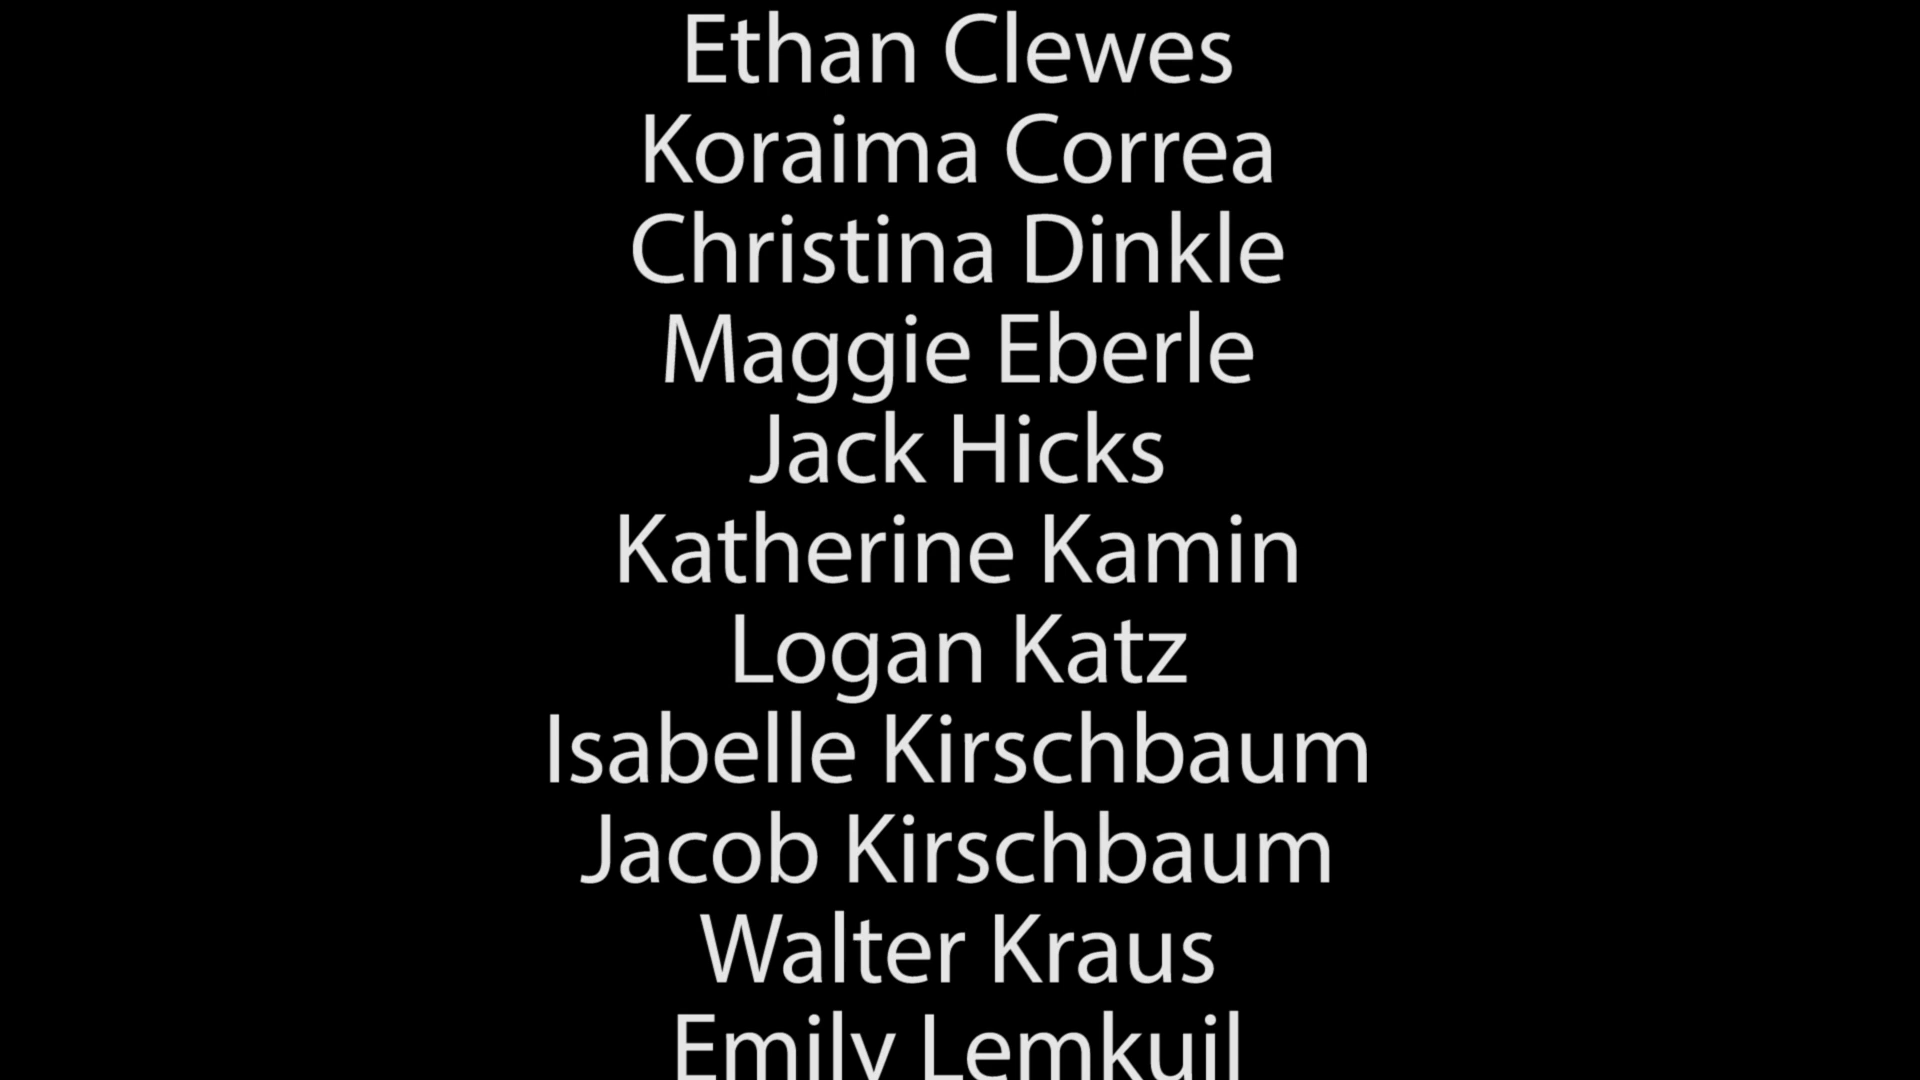 Ethan Clewes
Koraima Correa
Christina Dinkle
Maggie Eberle
Jack Hicks
Katherine Kamin
Logan Katz
Isabelle Kirschbaum
Jacob Kirschbaum
Walter Kraus
Emily Lemkuil